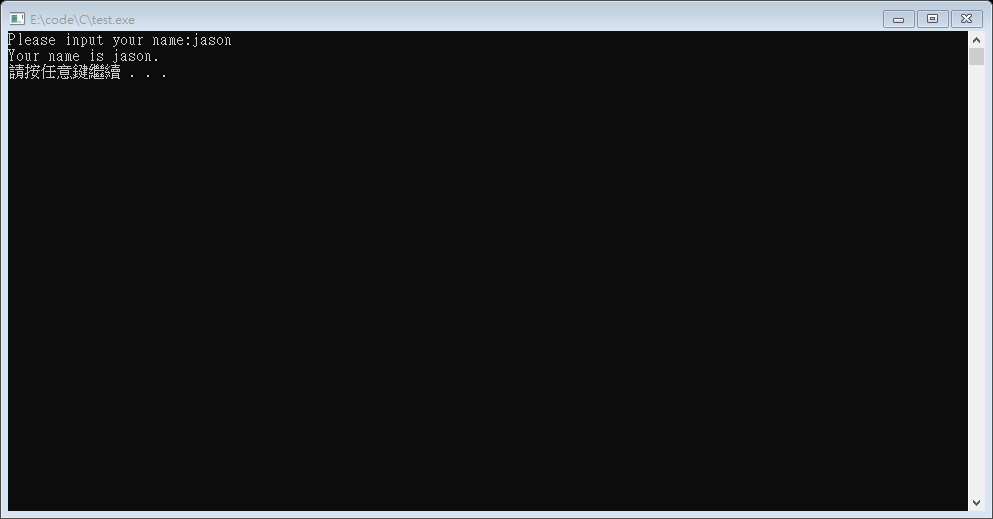 E:\code\C\test.exe
Please input your name:jason
Your name is jason.
請按任意鍵繼續 . . .